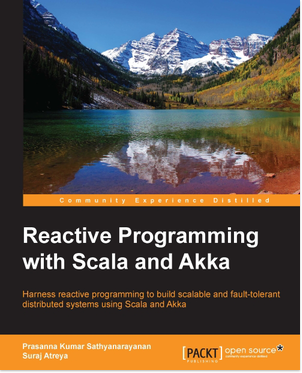 Community Experience Distilled
Reactive Programming
with Scala and Akka
Harness reactive programming to build scalable and fault-tolerant
distributed systems using Scala and Akka
Prasanna Kumar Sathyanarayanan
Suraj Atreya
[PACKT] open source*
PUBLISHING